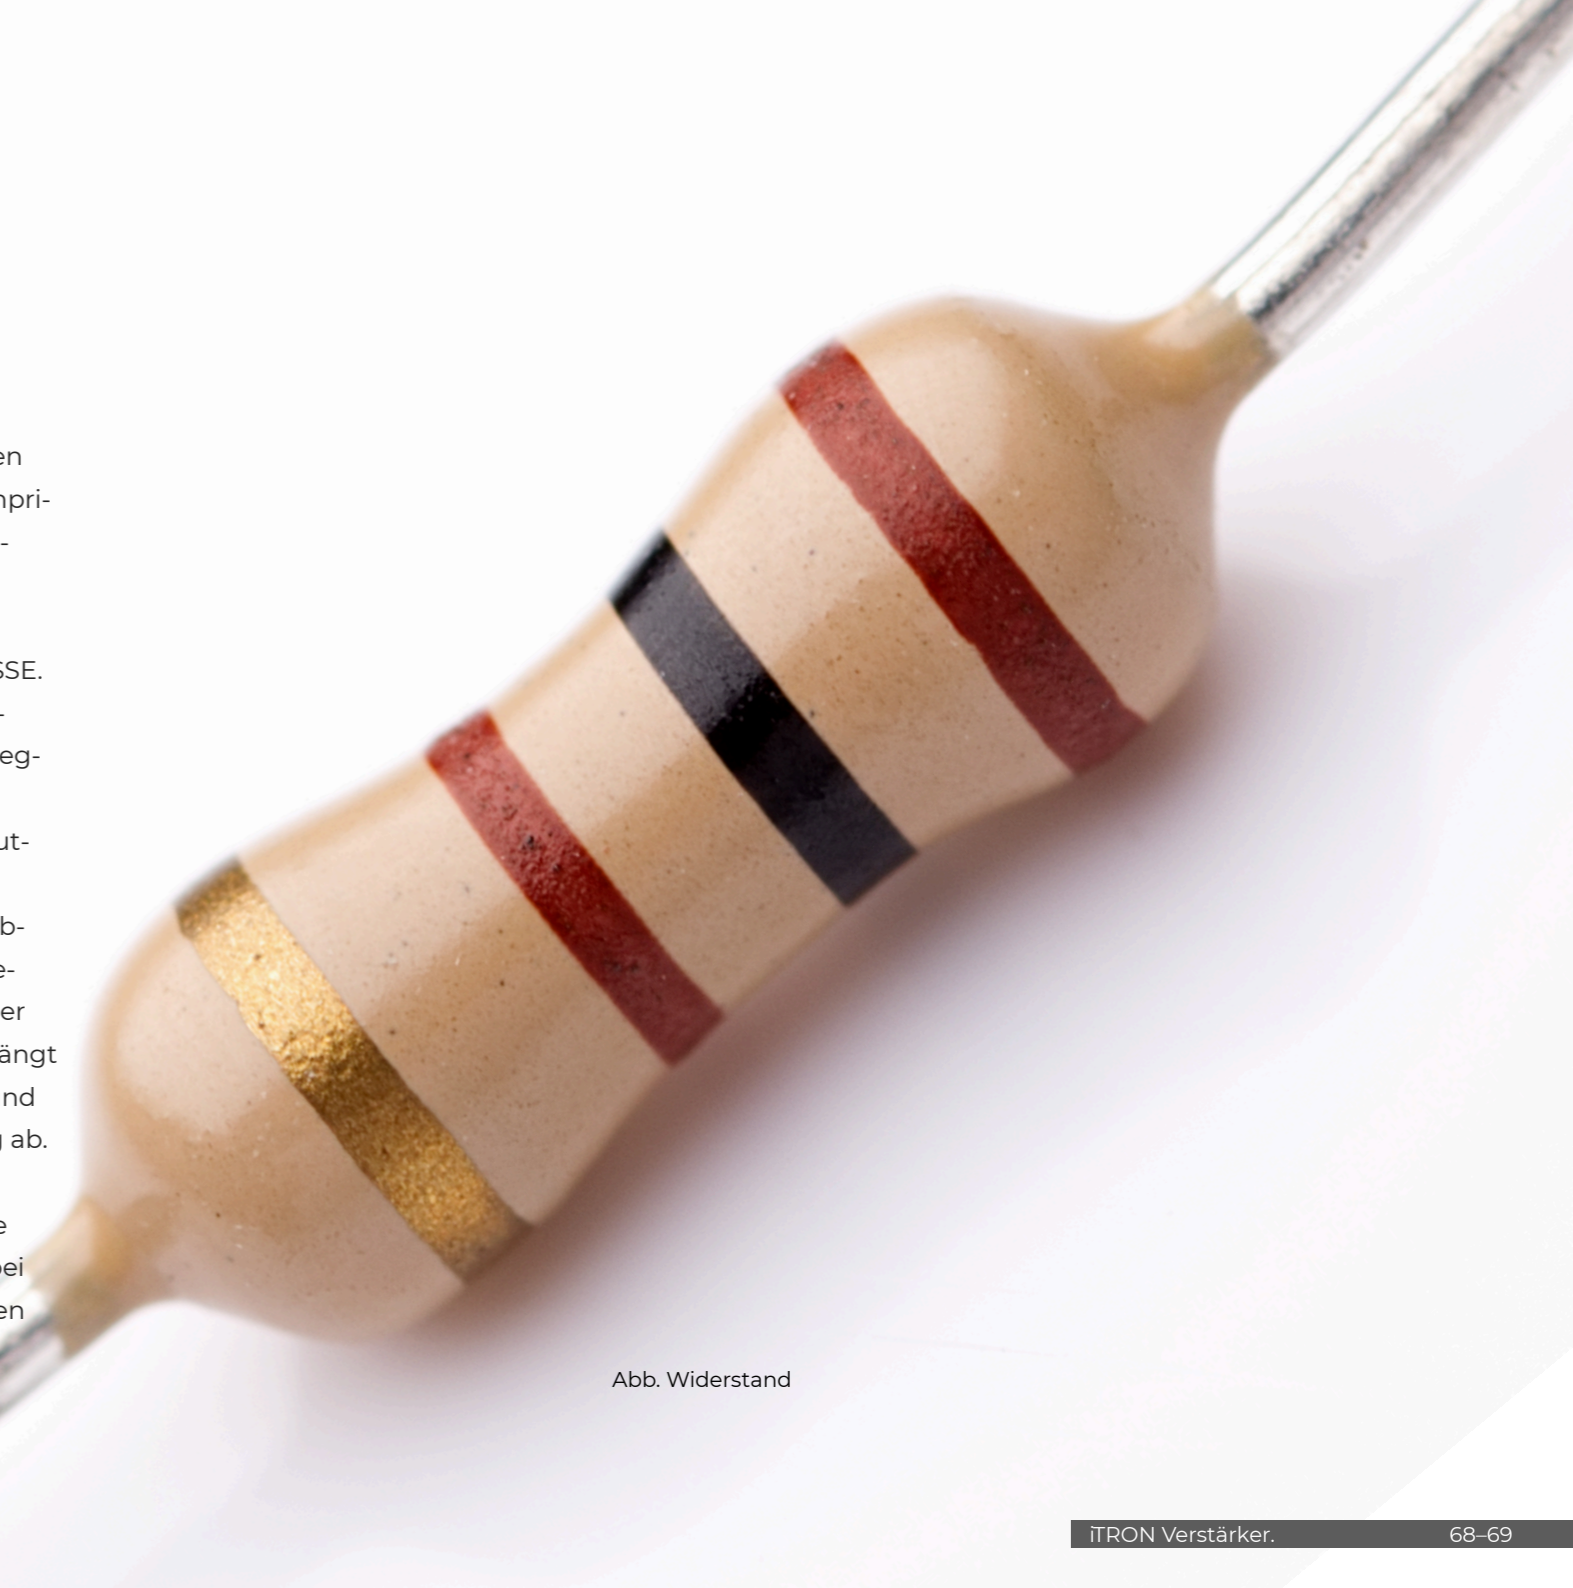 en
npri-
-
SSE.
-
eg-
ut-
b-
e-
er
ängt
nd
g ab.
e
bei
en
Abb. Widerstand
iTRON Verstärker. 68–69